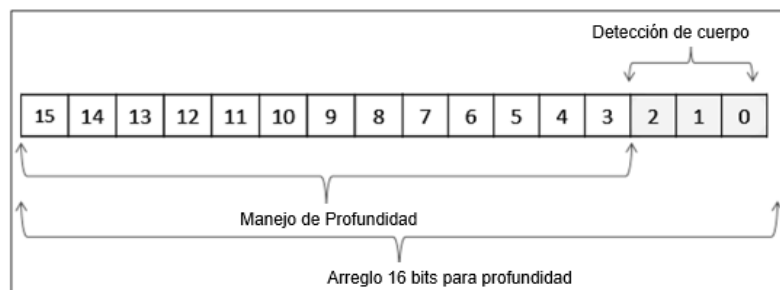 Detección de cuerpo
15 14 13 12 11 10 9 8 7 6 5 4 3 2 1 0
Manejo de Profundidad
Arreglo 16 bits para profundidad